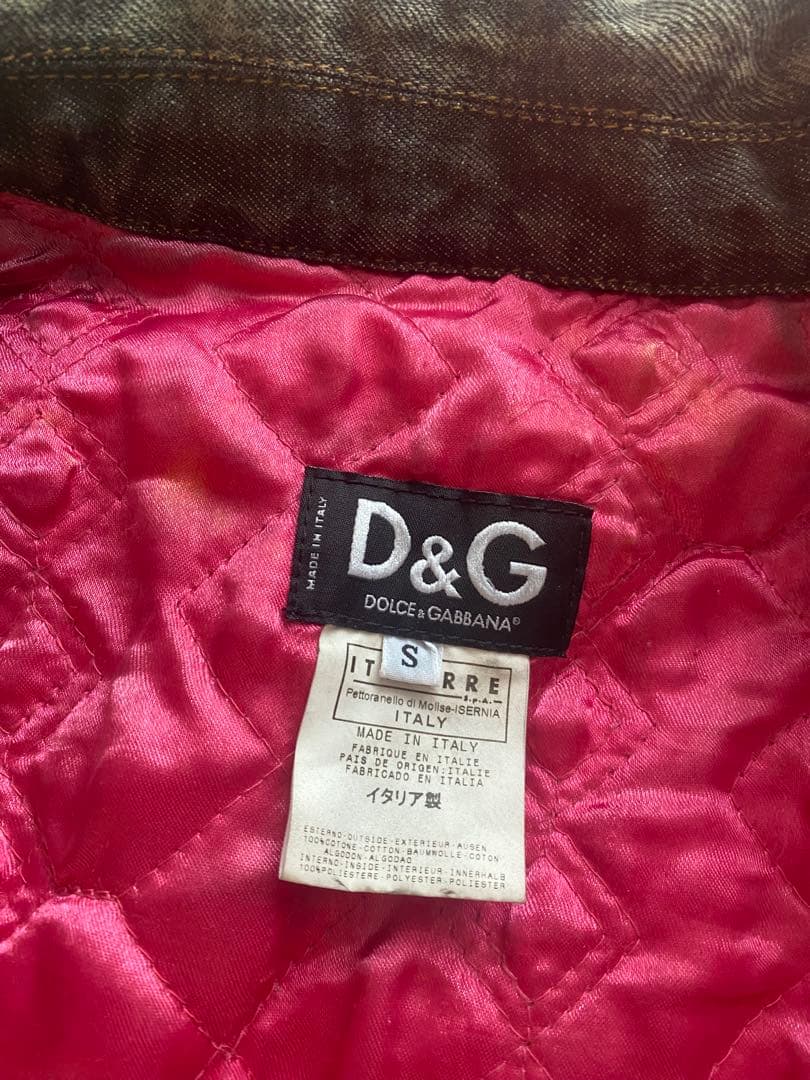 MADE IN ITALY
D&G
DOLCE & GABBANA®
S
IT RRE
S.p.A.
Pettoranello di Molise-ISERNIA
ITALY
MADE IN ITALY
FABRIQUE EN ITALIE
PAIS DE ORIGEN:ITALIE
FABRICADO EN ITALIA
イタリア製
ESTERNO-OUTSIDE-EXTERIEUR-AUSEN
100%COTONE-COTTON-BAUMWOLLE-COTON
ALGODON-ALGODAO
INTERNO-INSIDE-INTERIEUR-INNERHALB
100%POLIESTERE-POLYESTER-POLIESTER